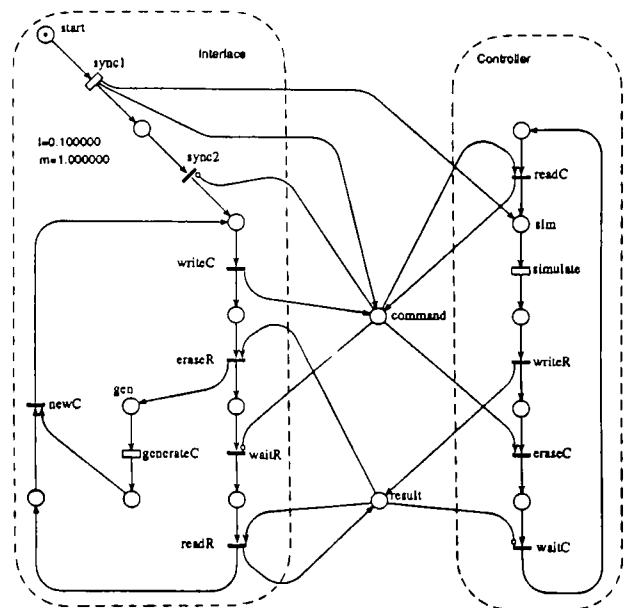 start
sync1
Interface
Controller
l=0.100000
m=1.000000
sync2
readC
sim
writeC
simulate
command
eraseR
writeR
gen
newC
generateC
waitR
eraseC
result
readR
waitC